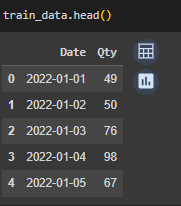 train_data.head()
Date Qty
0 2022-01-01 49
1 2022-01-02 50
2 2022-01-03 76
3 2022-01-04 98
4 2022-01-05 67